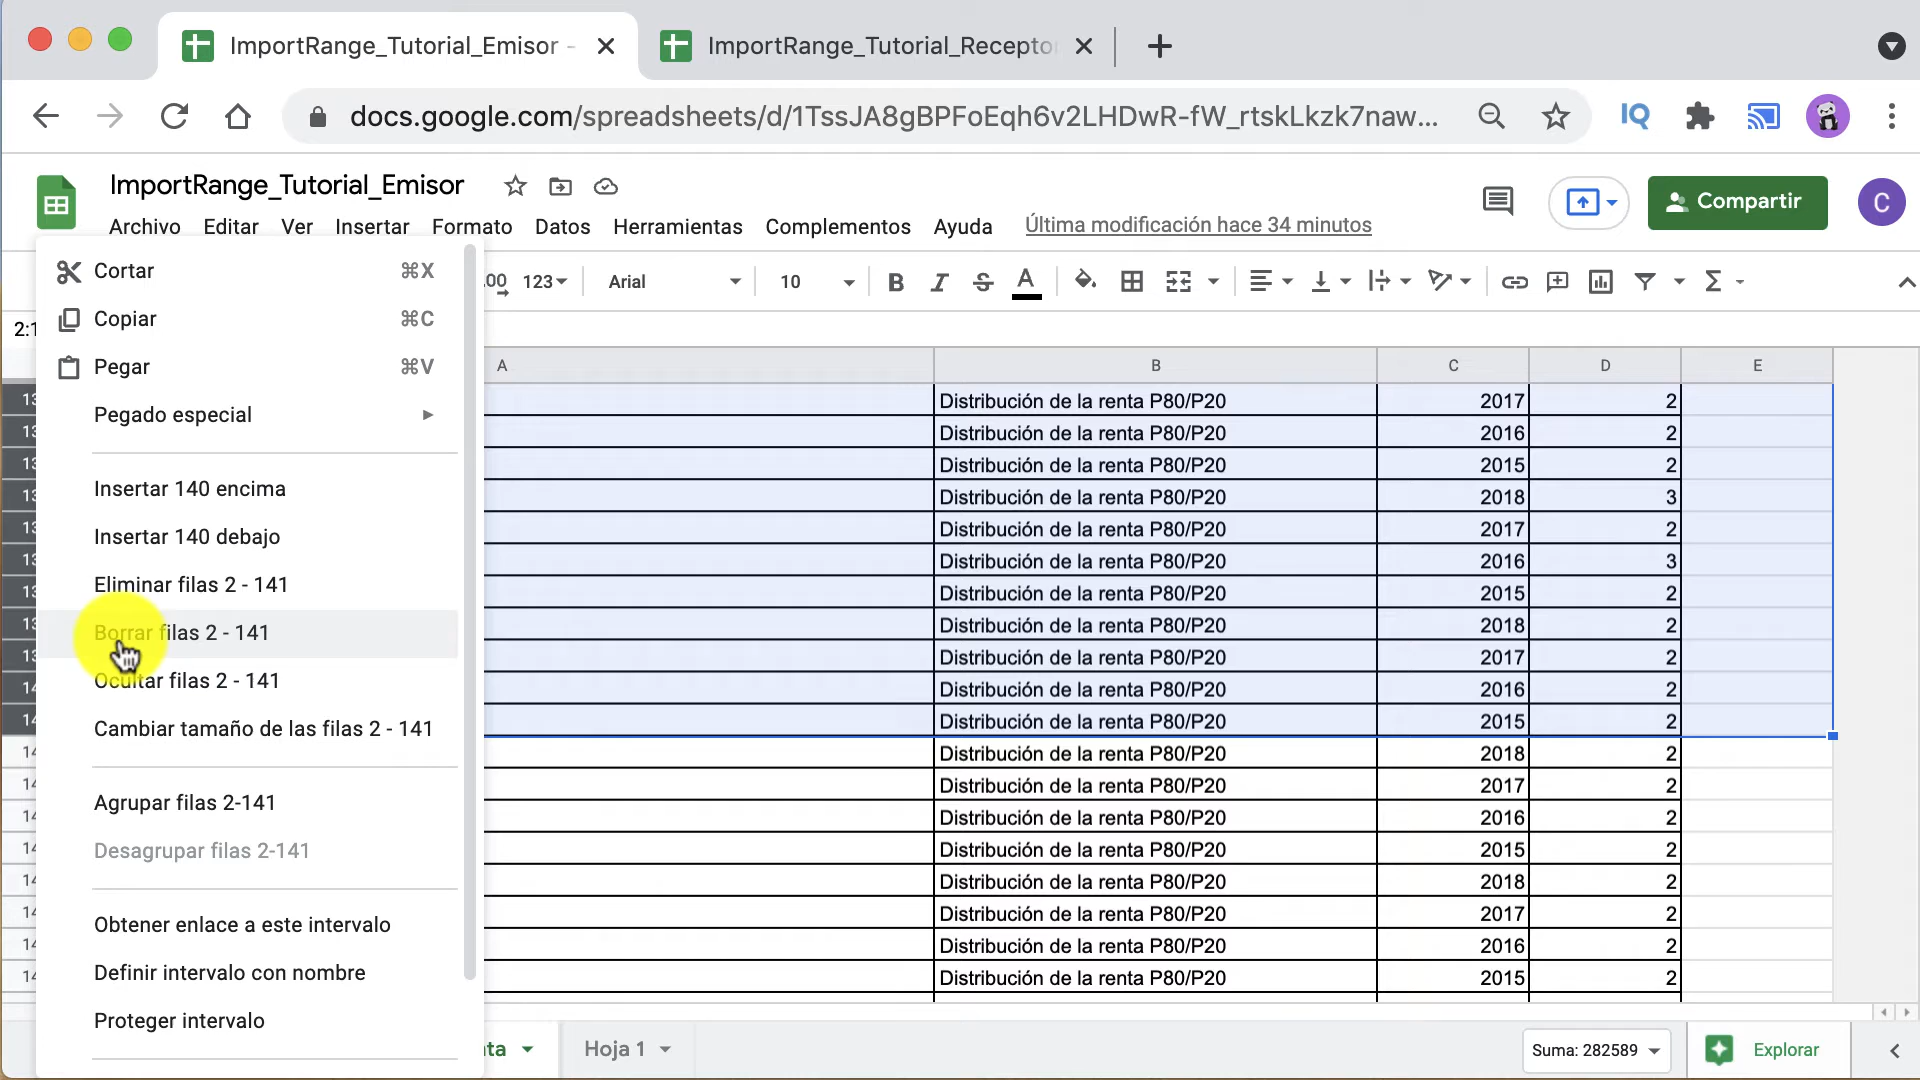 ImportRange_Tutorial_Emisor -
ImportRange_Tutorial_Recepto
docs.google.com/spreadsheets/d/1TssJA8gBPFoEqh6v2LHDwR-fW_rtskLkzk7naw...
IQ
ImportRange_Tutorial_Emisor
Archivo Editar Ver Insertar Formato Datos Herramientas Complementos Ayuda Última modificación hace 34 minutos
Compartir
C
.00 123 Arial 10 B I S A Σ
2:1
Cortar ⌘X
Copiar ⌘C
Pegar ⌘V
Pegado especial
Insertar 140 encima
Insertar 140 debajo
Eliminar filas 2 - 141
Borrar filas 2 - 141
Ocultar filas 2 - 141
Cambiar tamaño de las filas 2 - 141
Agrupar filas 2-141
Desagrupar filas 2-141
Obtener enlace a este intervalo
Definir intervalo con nombre
Proteger intervalo
A B C D E
Distribución de la renta P80/P20 2017 2
Distribución de la renta P80/P20 2016 2
Distribución de la renta P80/P20 2015 2
Distribución de la renta P80/P20 2018 3
Distribución de la renta P80/P20 2017 2
Distribución de la renta P80/P20 2016 3
Distribución de la renta P80/P20 2015 2
Distribución de la renta P80/P20 2018 2
Distribución de la renta P80/P20 2017 2
Distribución de la renta P80/P20 2016 2
Distribución de la renta P80/P20 2015 2
Distribución de la renta P80/P20 2018 2
Distribución de la renta P80/P20 2017 2
Distribución de la renta P80/P20 2016 2
Distribución de la renta P80/P20 2015 2
Distribución de la renta P80/P20 2018 2
Distribución de la renta P80/P20 2017 2
Distribución de la renta P80/P20 2016 2
Distribución de la renta P80/P20 2015 2
nta Hoja 1 Suma: 282589 Explorar